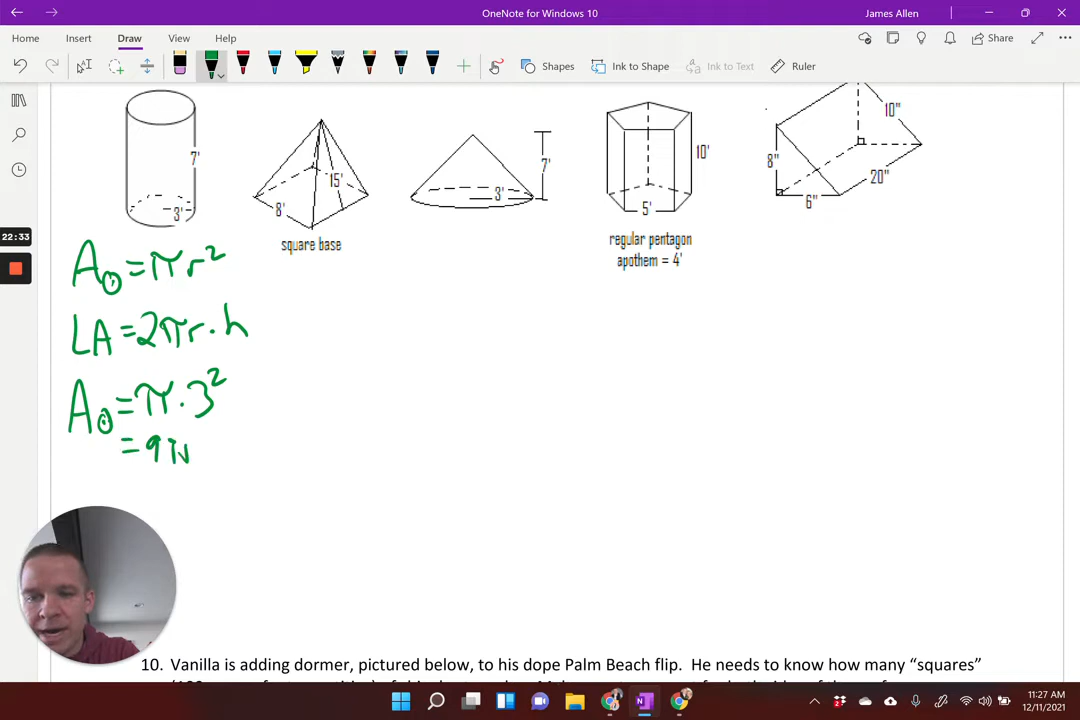 OneNote for Windows 10
James Allen
Home Insert Draw View Help
Share
Shapes Ink to Shape Ink to Text Ruler
7'
3'
15'
8'
square base
7'
3'
10'
5'
regular pentagon
apothem = 4'
10"
8"
20"
6"
22:33
A⊙ = πr²
LA = 2πr · h
A⊙ = π · 3²
= 9π
10. Vanilla is adding dormer, pictured below, to his dope Palm Beach flip. He needs to know how many “squares”
11:27 AM
12/11/2021